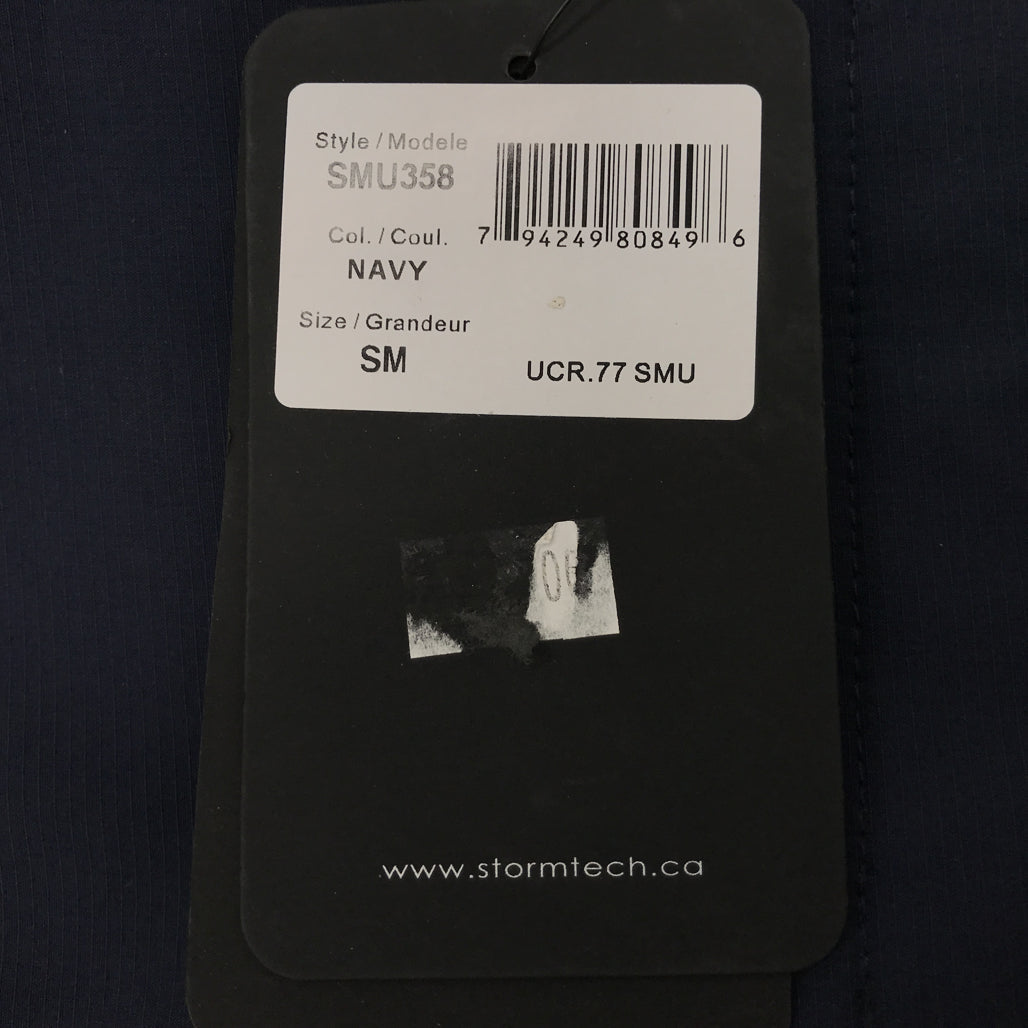 Style / Modele
SMU358
Col. / Coul.
NAVY
Size / Grandeur
SM
7 94249 80849 6
UCR.77 SMU
www.stormtech.ca